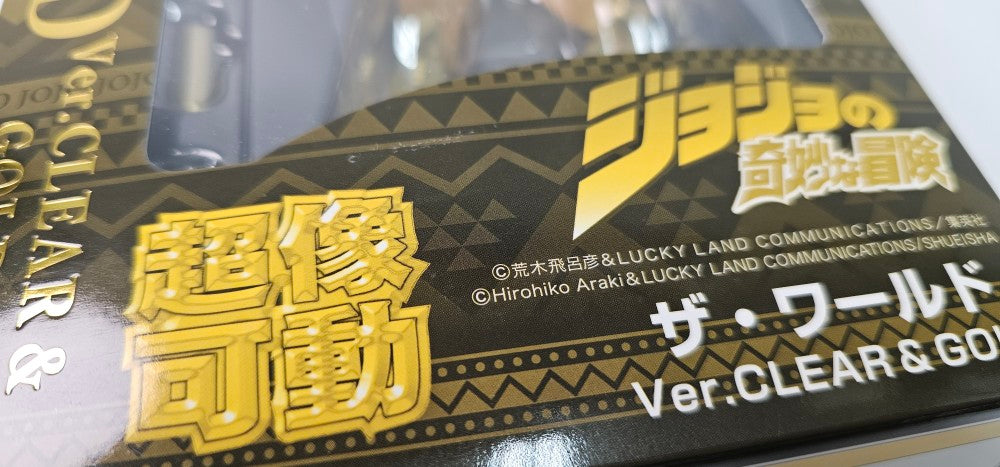 ジョジョの
奇妙な冒険
超像
可動
©荒木飛呂彦&LUCKY LAND COMMUNICATIONS/集英社
©Hirohiko Araki&LUCKY LAND COMMUNICATIONS/SHUEISHA
ザ・ワールド
Ver.CLEAR & GOL
Ver.CLEAR &
JOJO